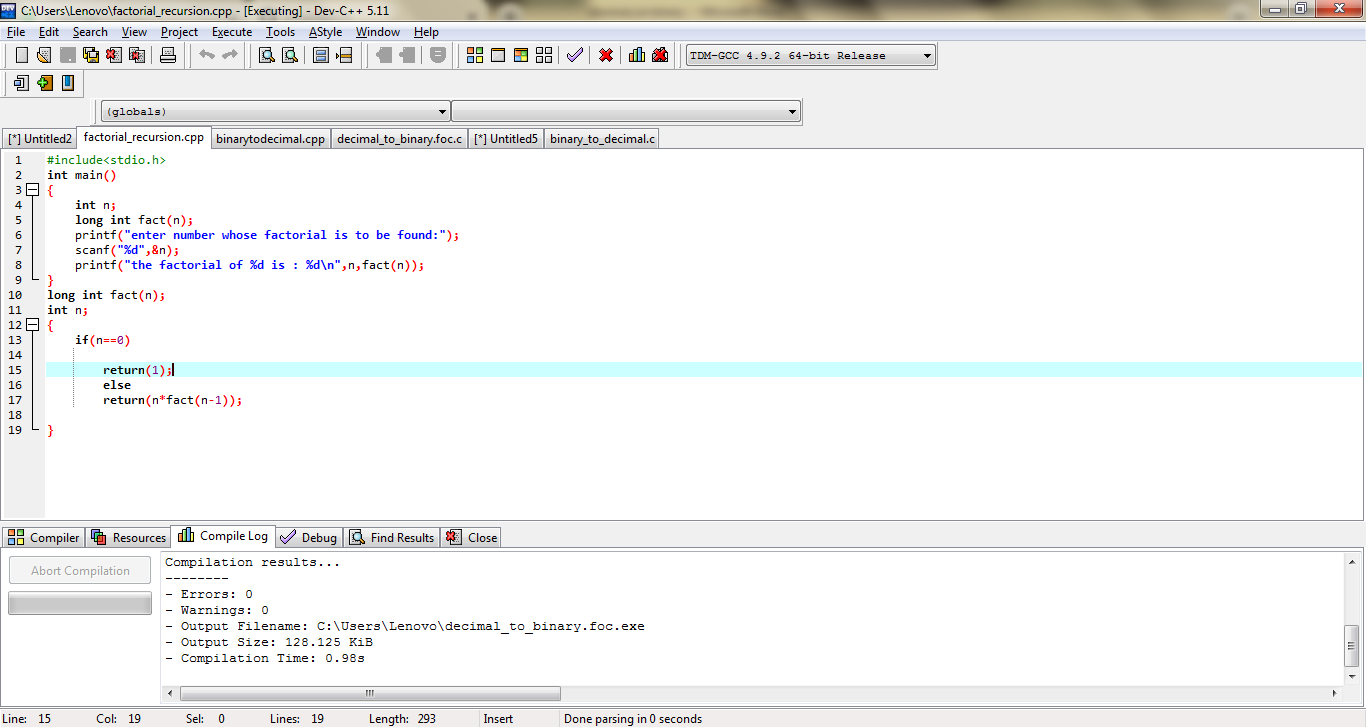 C:\Users\Lenovo\factorial_recursion.cpp - [Executing] - Dev-C++ 5.11
File Edit Search View Project Execute Tools AStyle Window Help
TDM-GCC 4.9.2 64-bit Release
(globals)
[*] Untitled2 factorial_recursion.cpp binarytodecimal.cpp decimal_to_binary.foc.c [*] Untitled5 binary_to_decimal.c
1 #include<stdio.h>
2 int main()
3 {
4 int n;
5 long int fact(n);
6 printf("enter number whose factorial is to be found:");
7 scanf("%d",&n);
8 printf("the factorial of %d is : %d\n",n,fact(n));
9 }
10 long int fact(n);
11 int n;
12 {
13 if(n==0)
14
15 return(1);
16 else
17 return(n*fact(n-1));
18
19 }
Compiler Resources Compile Log Debug Find Results Close
Abort Compilation
Compilation results...
--------
- Errors: 0
- Warnings: 0
- Output Filename: C:\Users\Lenovo\decimal_to_binary.foc.exe
- Output Size: 128.125 KiB
- Compilation Time: 0.98s
Line: 15 Col: 19 Sel: 0 Lines: 19 Length: 293 Insert Done parsing in 0 seconds